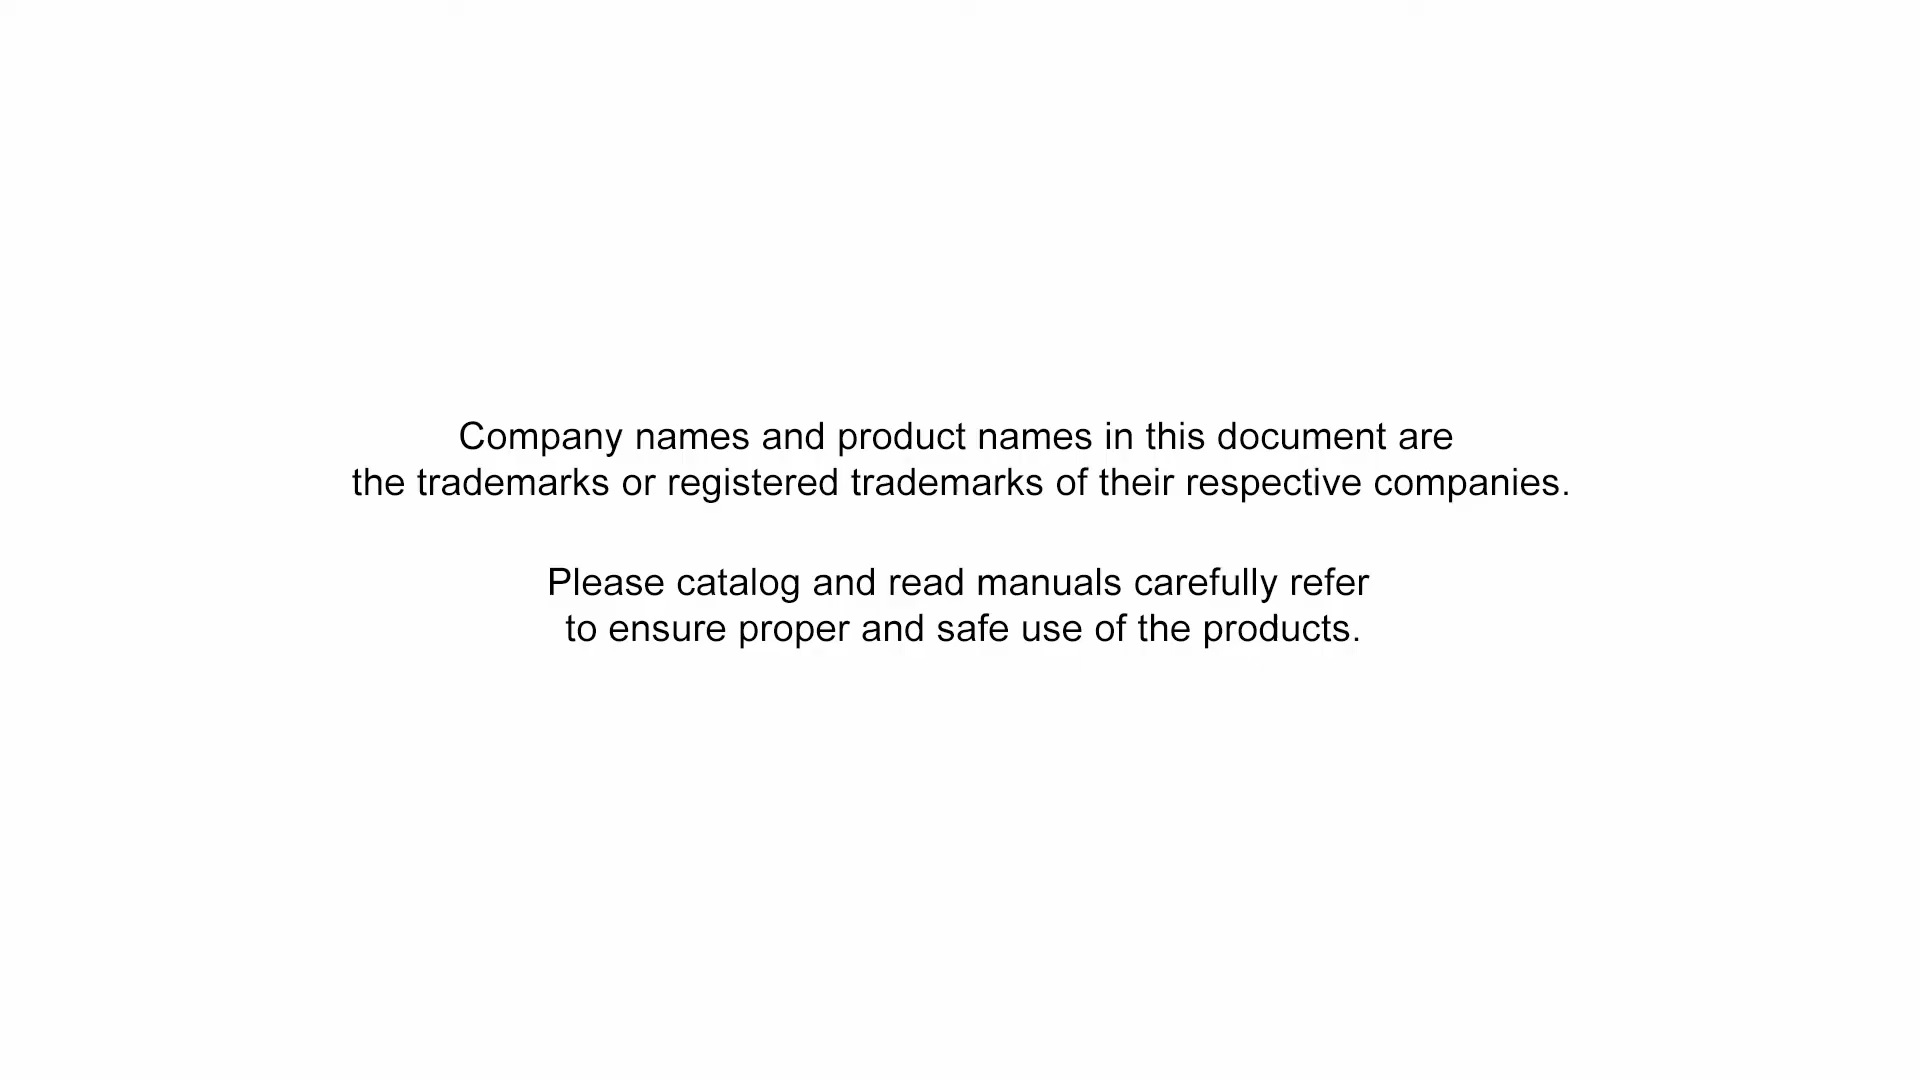 Company names and product names in this document are
the trademarks or registered trademarks of their respective companies.
Please catalog and read manuals carefully refer
to ensure proper and safe use of the products.